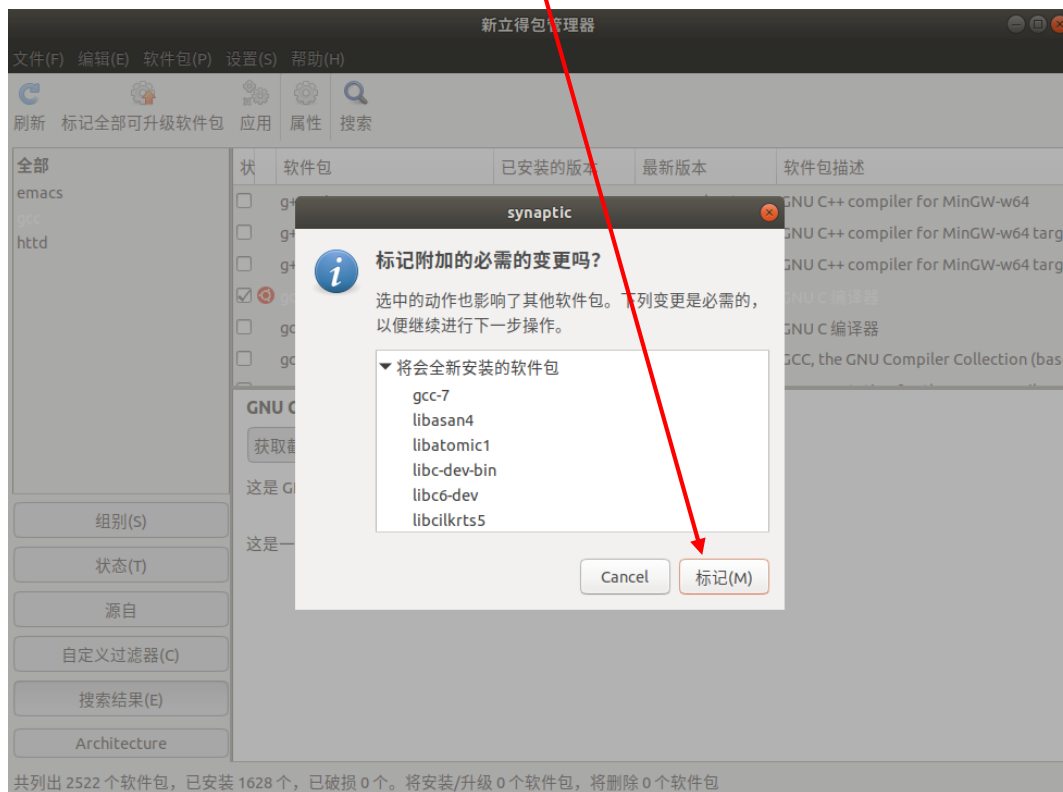 新立得包管理器
文件(F) 编辑(E) 软件包(P) 设置(S) 帮助(H)
刷新 标记全部可升级软件包 应用 属性 搜索
全部
emacs
gcc
httd
状 软件包 已安装的版本 最新版本 软件包描述
g+ GNU C++ compiler for MinGW-w64
g+ GNU C++ compiler for MinGW-w64 targ
g+ GNU C++ compiler for MinGW-w64 targ
gc GNU C 编译器
gc GNU C 编译器
gc GCC, the GNU Compiler Collection (bas
synaptic
标记附加的必需的变更吗?
选中的动作也影响了其他软件包。下列变更是必需的,
以便继续进行下一步操作。
将会全新安装的软件包
gcc-7
libasan4
libatomic1
libc-dev-bin
libc6-dev
libcilkrts5
Cancel 标记(M)
GNU C
获取
这是 G
这是一
组别(S)
状态(T)
源自
自定义过滤器(C)
搜索结果(E)
Architecture
共列出 2522 个软件包，已安装 1628 个，已破损 0 个。将安装/升级 0 个软件包，将删除 0 个软件包